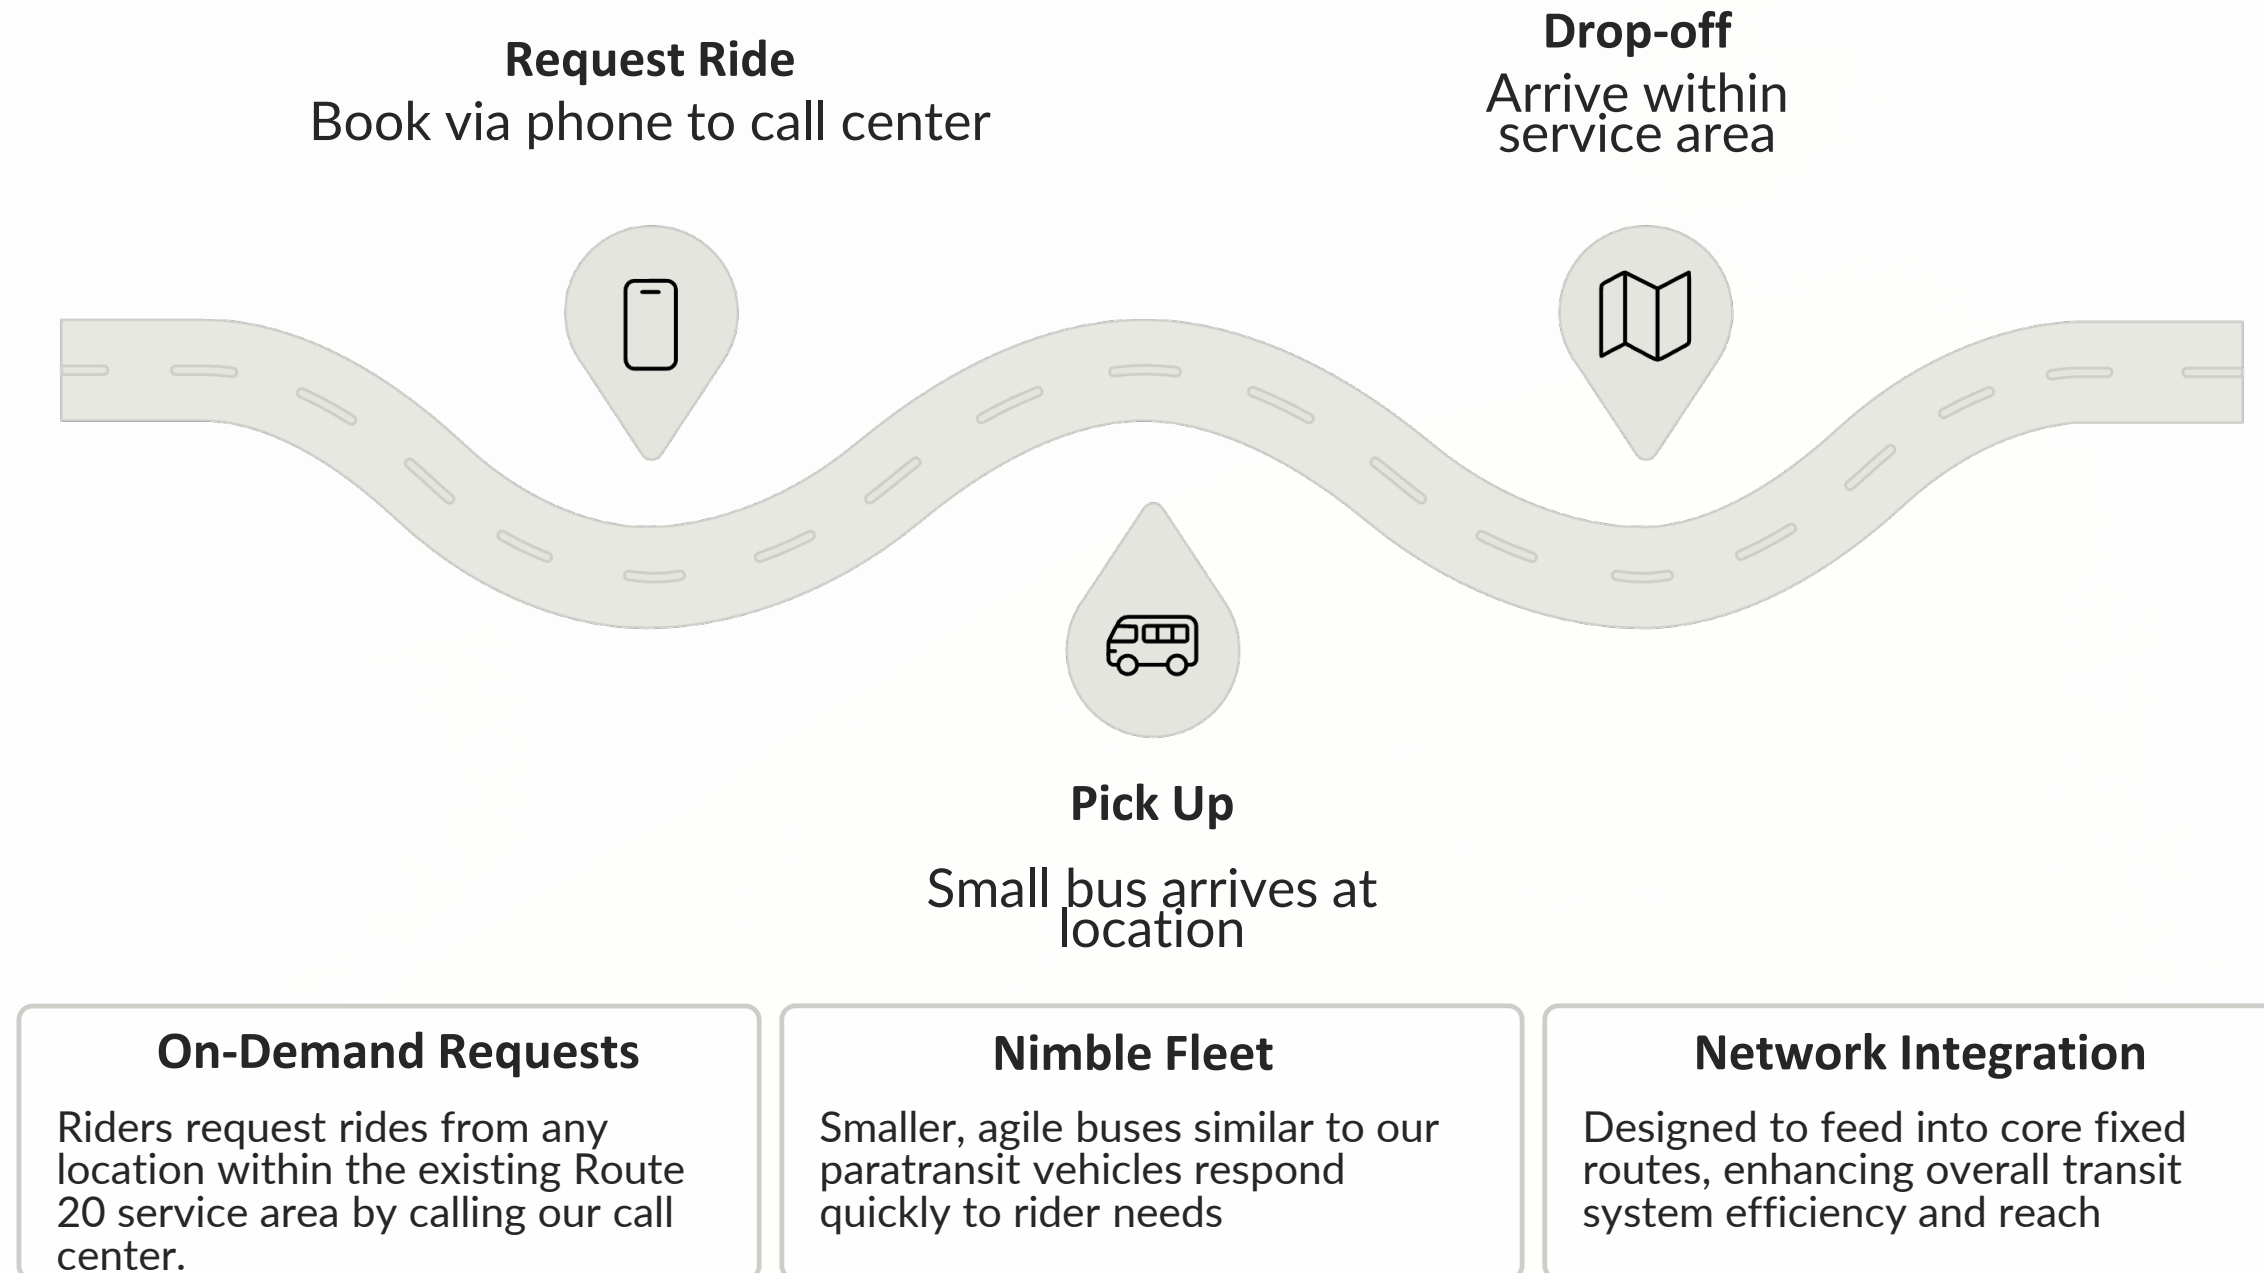 Request Ride
Book via phone to call center
Drop-off
Arrive within
service area
Pick Up
Small bus arrives at
location
On-Demand Requests
Riders request rides from any
location within the existing Route
20 service area by calling our call
center.
Nimble Fleet
Smaller, agile buses similar to our
paratransit vehicles respond
quickly to rider needs
Network Integration
Designed to feed into core fixed
routes, enhancing overall transit
system efficiency and reach